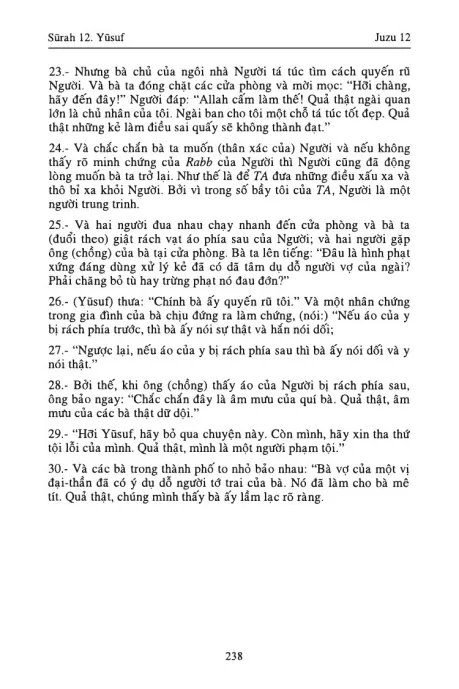 Sūrah 12. Yūsuf
Juzu 12
23.- Nhưng bà chủ của ngôi nhà Người tá túc tìm cách quyến rũ
Người. Và bà ta đóng chặt các cửa phòng và mời mọc: “Hỡi chàng,
hãy đến đây!” Người đáp: “Allah cấm làm thế! Quả thật ngài quan
lớn là chủ nhân của tôi. Ngài ban cho tôi một chỗ tá túc tốt đẹp. Quả
thật những kẻ làm điều sai quấy sẽ không thành đạt.”
24.- Và chắc chắn bà ta muốn (thân xác của) Người và nếu không
thấy rõ minh chứng của Rabb của Người thì Người cũng đã động
lòng muốn bà ta trở lại. Như thế là để TA đưa những điều xấu xa và
thô bỉ xa khỏi Người. Bởi vì trong số bầy tôi của TA, Người là một
người trung trinh.
25.- Và hai người đua nhau chạy nhanh đến cửa phòng và bà ta
(đuổi theo) giật rách vạt áo phía sau của Người; và hai người gặp
ông (chồng) của bà tại cửa phòng. Bà ta lên tiếng: “Đâu là hình phạt
xứng đáng dùng xử lý kẻ đã có dã tâm dụ dỗ người vợ của ngài?
Phải chăng bỏ tù hay trừng phạt nó đau đớn?”
26.- (Yūsuf) thưa: “Chính bà ấy quyến rũ tôi.” Và một nhân chứng
trong gia đình của bà chịu đứng ra làm chứng, (nói:) “Nếu áo của y
bị rách phía trước, thì bà ấy nói sự thật và hắn nói dối;
27.- “Ngược lại, nếu áo của y bị rách phía sau thì bà ấy nói dối và y
nói thật.”
28.- Bởi thế, khi ông (chồng) thấy áo của Người bị rách phía sau,
ông bảo ngay: “Chắc chắn đây là âm mưu của quí bà. Quả thật, âm
mưu của các bà thật dữ dội.”
29.- “Hỡi Yūsuf, hãy bỏ qua chuyện này. Còn mình, hãy xin tha thứ
tội lỗi của mình. Quả thật, mình là một người phạm tội.”
30.- Và các bà trong thành phố to nhỏ bảo nhau: “Bà vợ của một vị
đại-thần đã có ý dụ dỗ người tớ trai của bà. Nó đã làm cho bà mê
tít. Quả thật, chúng mình thấy bà ấy lầm lạc rõ ràng.
238